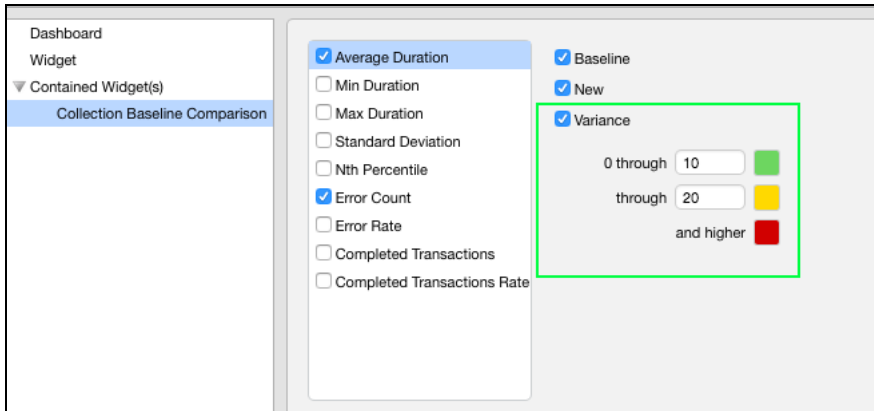 Dashboard
Widget
Contained Widget(s)
Collection Baseline Comparison
Average Duration
Min Duration
Max Duration
Standard Deviation
Nth Percentile
Error Count
Error Rate
Completed Transactions
Completed Transactions Rate
Baseline
New
Variance
0 through 10
through 20
and higher